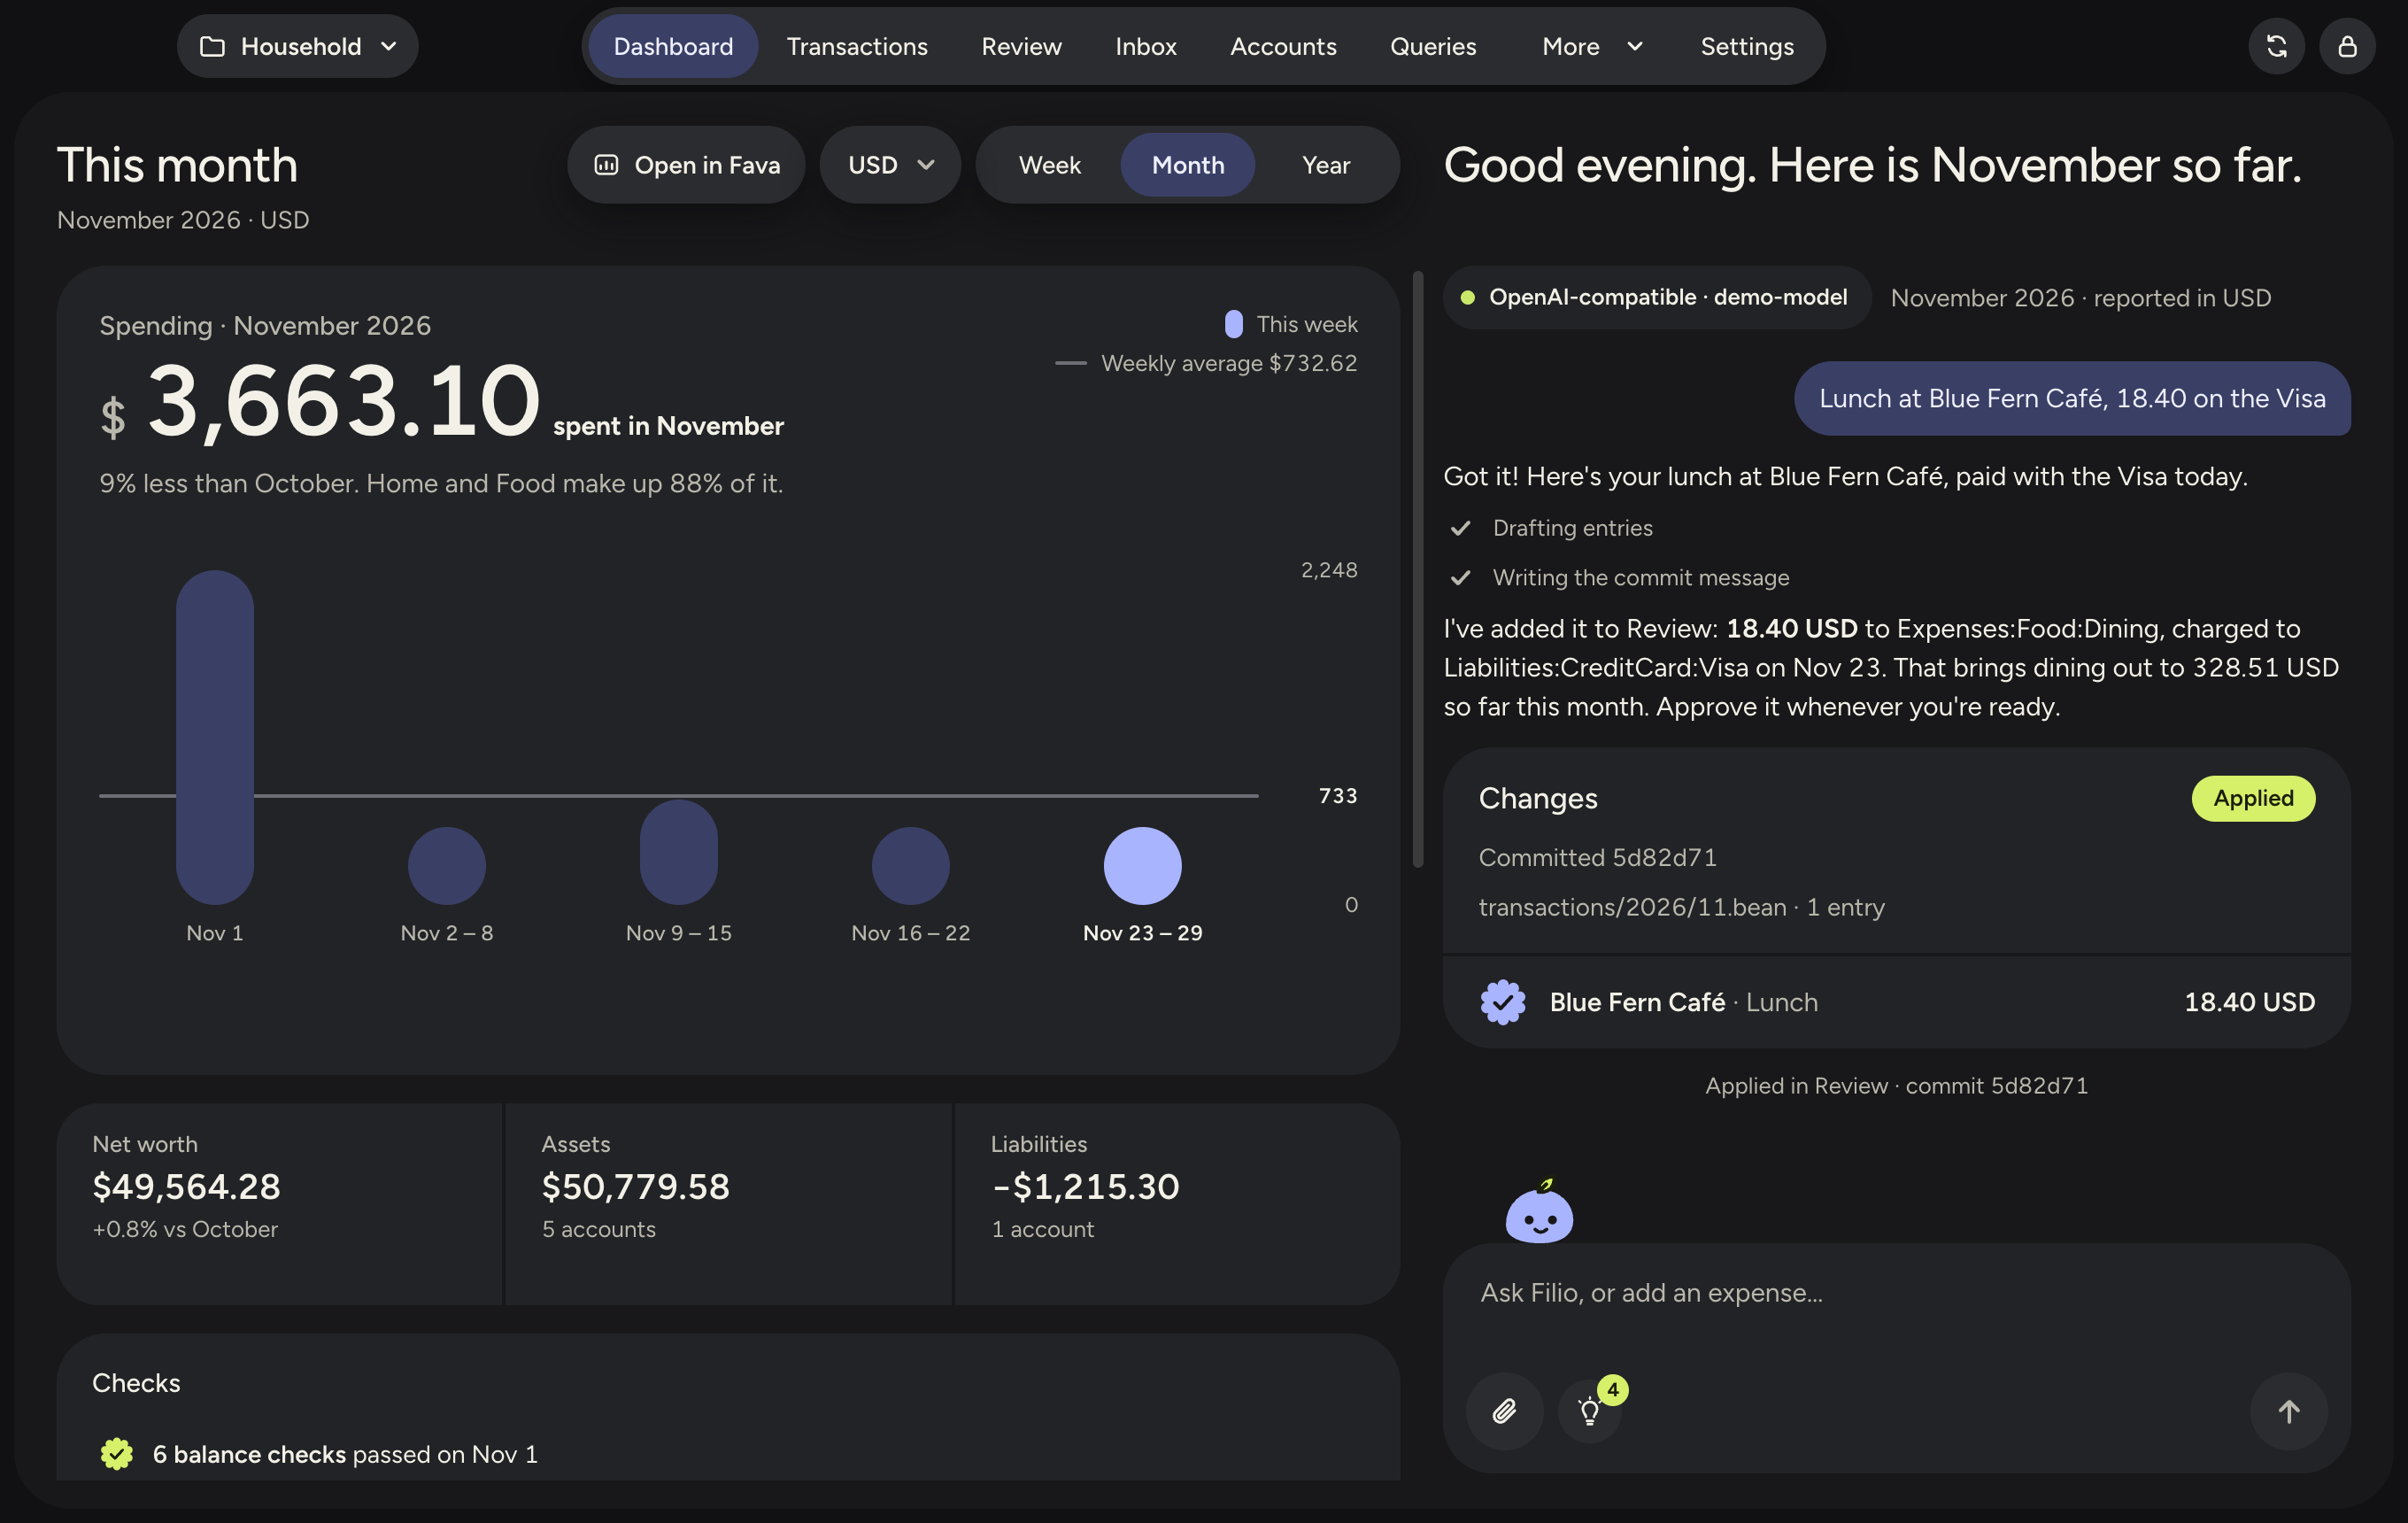 Household
Dashboard
Transactions
Review
Inbox
Accounts
Queries
More
Settings
This month
November 2026 · USD
Open in Fava
USD
Week
Month
Year
Spending · November 2026
$ 3,663.10 spent in November
9% less than October. Home and Food make up 88% of it.
This week
Weekly average $732.62
2,248
733
0
Nov 1
Nov 2 – 8
Nov 9 – 15
Nov 16 – 22
Nov 23 – 29
Net worth
$49,564.28
+0.8% vs October
Assets
$50,779.58
5 accounts
Liabilities
−$1,215.30
1 account
Checks
6 balance checks passed on Nov 1
Good evening. Here is November so far.
OpenAI-compatible · demo-model
November 2026 · reported in USD
Lunch at Blue Fern Café, 18.40 on the Visa
Got it! Here's your lunch at Blue Fern Café, paid with the Visa today.
Drafting entries
Writing the commit message
I've added it to Review: 18.40 USD to Expenses:Food:Dining, charged to
Liabilities:CreditCard:Visa on Nov 23. That brings dining out to 328.51 USD
so far this month. Approve it whenever you're ready.
Changes
Applied
Committed 5d82d71
transactions/2026/11.bean · 1 entry
Blue Fern Café · Lunch
18.40 USD
Applied in Review · commit 5d82d71
Ask Filio, or add an expense...
4